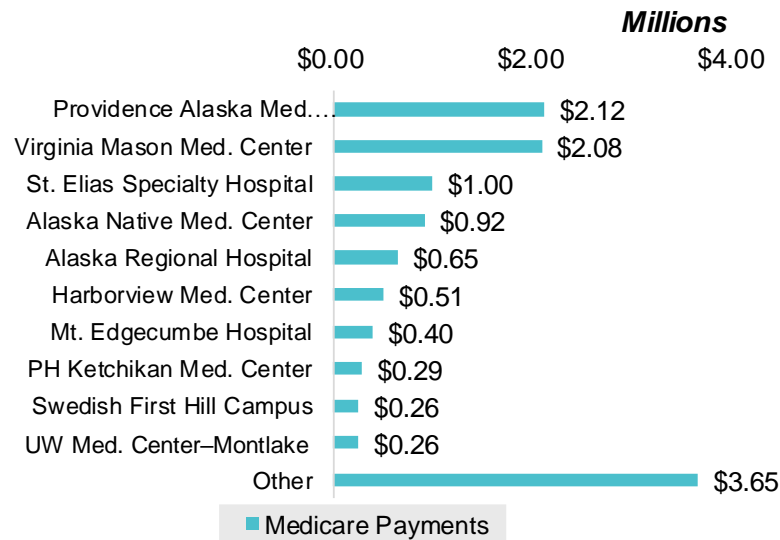 Millions
$0.00 $2.00 $4.00
Providence Alaska Med.… $2.12
Virginia Mason Med. Center $2.08
St. Elias Specialty Hospital $1.00
Alaska Native Med. Center $0.92
Alaska Regional Hospital $0.65
Harborview Med. Center $0.51
Mt. Edgecumbe Hospital $0.40
PH Ketchikan Med. Center $0.29
Swedish First Hill Campus $0.26
UW Med. Center–Montlake $0.26
Other $3.65
Medicare Payments